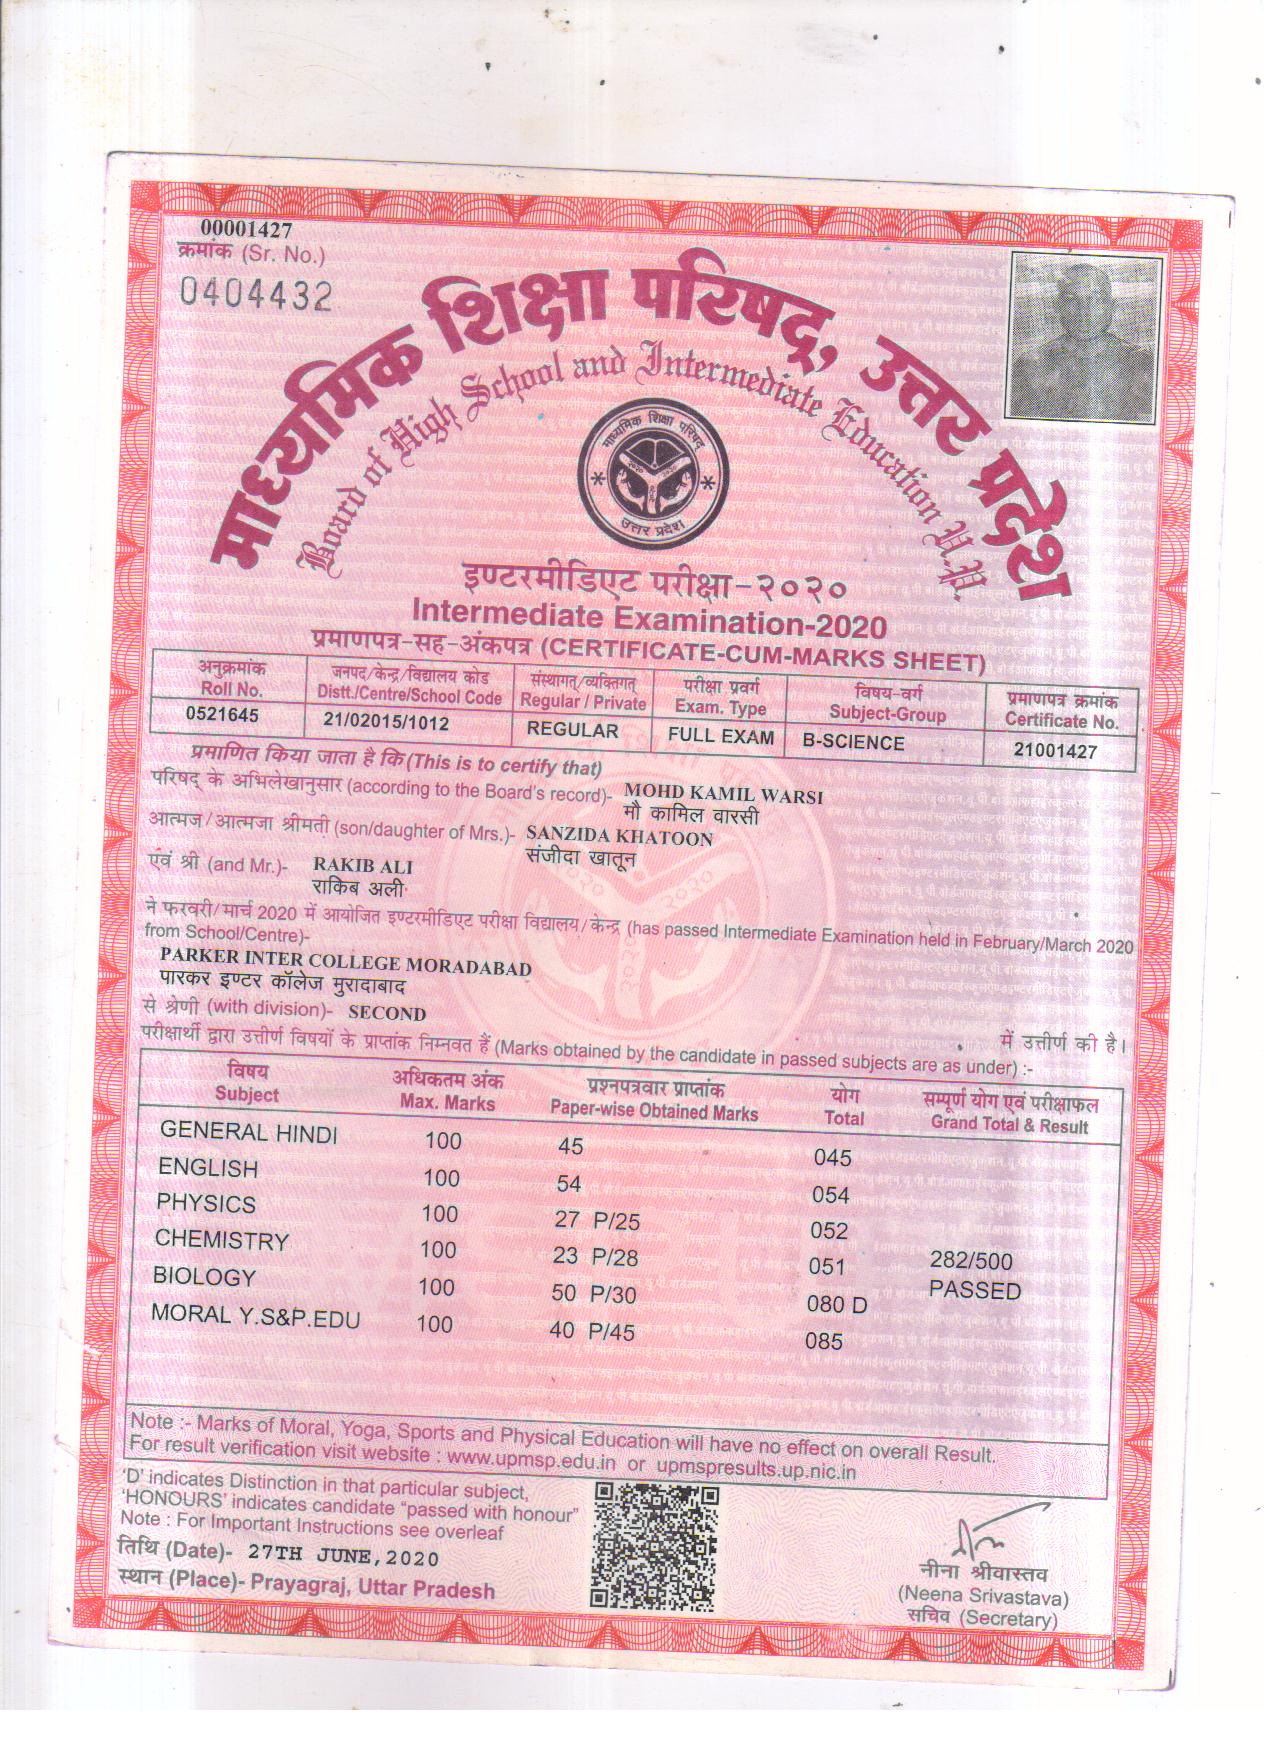 00001427
क्रमांक (Sr. No.)
0404432
माध्यमिक शिक्षा परिषद्, उत्तर प्रदेश
Board of High School and Intermediate Education U.P.
माध्यमिक शिक्षा परिषद्
उत्तर प्रदेश
इण्टरमीडिएट परीक्षा-२०२०
Intermediate Examination-2020
प्रमाणपत्र-सह-अंकपत्र (CERTIFICATE-CUM-MARKS SHEET)
अनुक्रमांक जनपद/केन्द्र/विद्यालय कोड संस्थागत्/व्यक्तिगत् परीक्षा प्रवर्ग विषय-वर्ग प्रमाणपत्र क्रमांक
Roll No. Distt./Centre/School Code Regular / Private Exam. Type Subject-Group Certificate No.
0521645 21/02015/1012 REGULAR FULL EXAM B-SCIENCE 21001427
प्रमाणित किया जाता है कि (This is to certify that)
परिषद् के अभिलेखानुसार (according to the Board's record)- MOHD KAMIL WARSI
मौ कामिल वारसी
आत्मज/आत्मजा श्रीमती (son/daughter of Mrs.)- SANZIDA KHATOON
संजीदा खातून
एवं श्री (and Mr.)- RAKIB ALI
राकिब अली
ने फरवरी/मार्च 2020 में आयोजित इण्टरमीडिएट परीक्षा विद्यालय/केन्द्र (has passed Intermediate Examination held in February/March 2020
from School/Centre)-
PARKER INTER COLLEGE MORADABAD
पारकर इण्टर कॉलेज मुरादाबाद
से श्रेणी (with division)- SECOND में उत्तीर्ण की है।
परीक्षार्थी द्वारा उत्तीर्ण विषयों के प्राप्तांक निम्नवत हैं (Marks obtained by the candidate in passed subjects are as under) :-
विषय अधिकतम अंक प्रश्नपत्रवार प्राप्तांक योग सम्पूर्ण योग एवं परीक्षाफल
Subject Max. Marks Paper-wise Obtained Marks Total Grand Total & Result
GENERAL HINDI 100 45 045
ENGLISH 100 54 054
PHYSICS 100 27 P/25 052
CHEMISTRY 100 23 P/28 051 282/500
BIOLOGY 100 50 P/30 080 D PASSED
MORAL Y.S&P.EDU 100 40 P/45 085
Note :- Marks of Moral, Yoga, Sports and Physical Education will have no effect on overall Result.
For result verification visit website : www.upmsp.edu.in or upmspresults.up.nic.in
'D' indicates Distinction in that particular subject,
'HONOURS' indicates candidate "passed with honour"
Note : For Important Instructions see overleaf
तिथि (Date)- 27TH JUNE,2020
स्थान (Place)- Prayagraj, Uttar Pradesh
नीना श्रीवास्तव
(Neena Srivastava)
सचिव (Secretary)